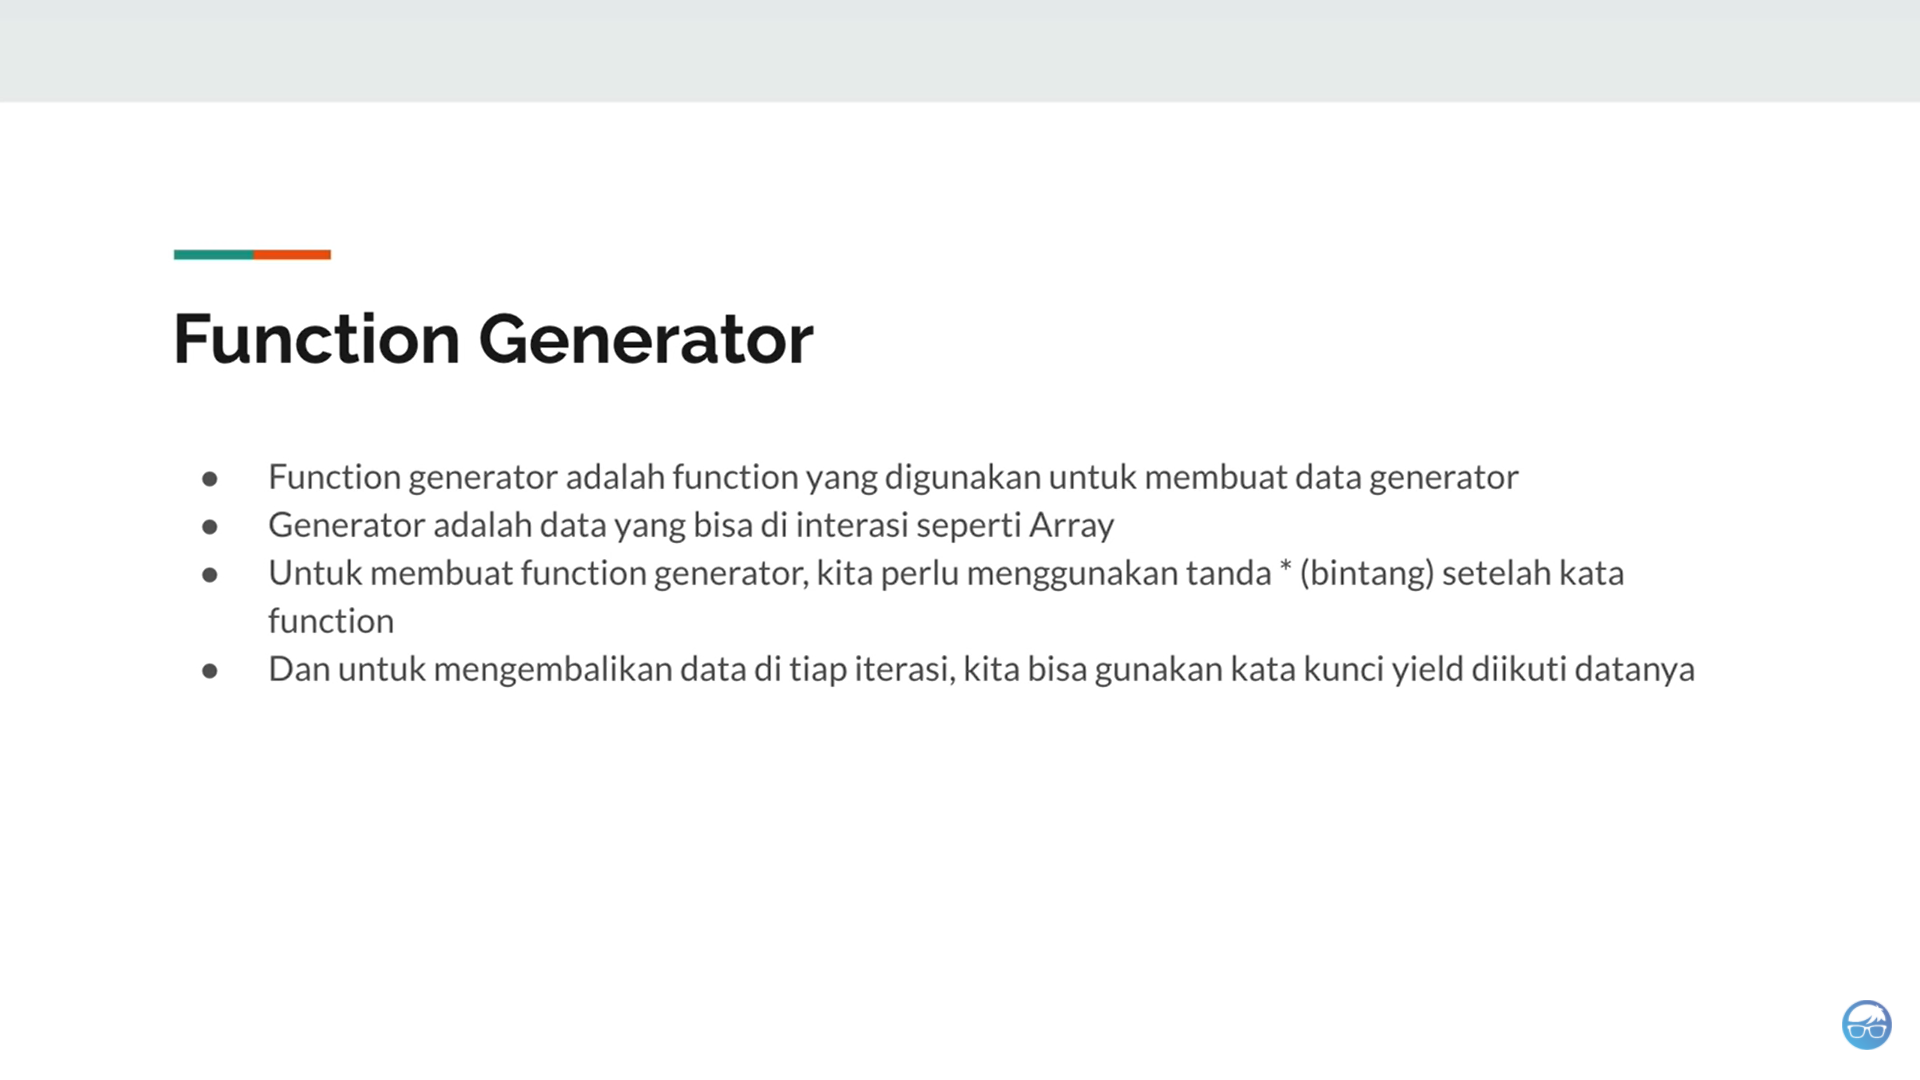 Function Generator
● Function generator adalah function yang digunakan untuk membuat data generator
● Generator adalah data yang bisa di interasi seperti Array
● Untuk membuat function generator, kita perlu menggunakan tanda * (bintang) setelah kata
function
● Dan untuk mengembalikan data di tiap iterasi, kita bisa gunakan kata kunci yield diikuti datanya